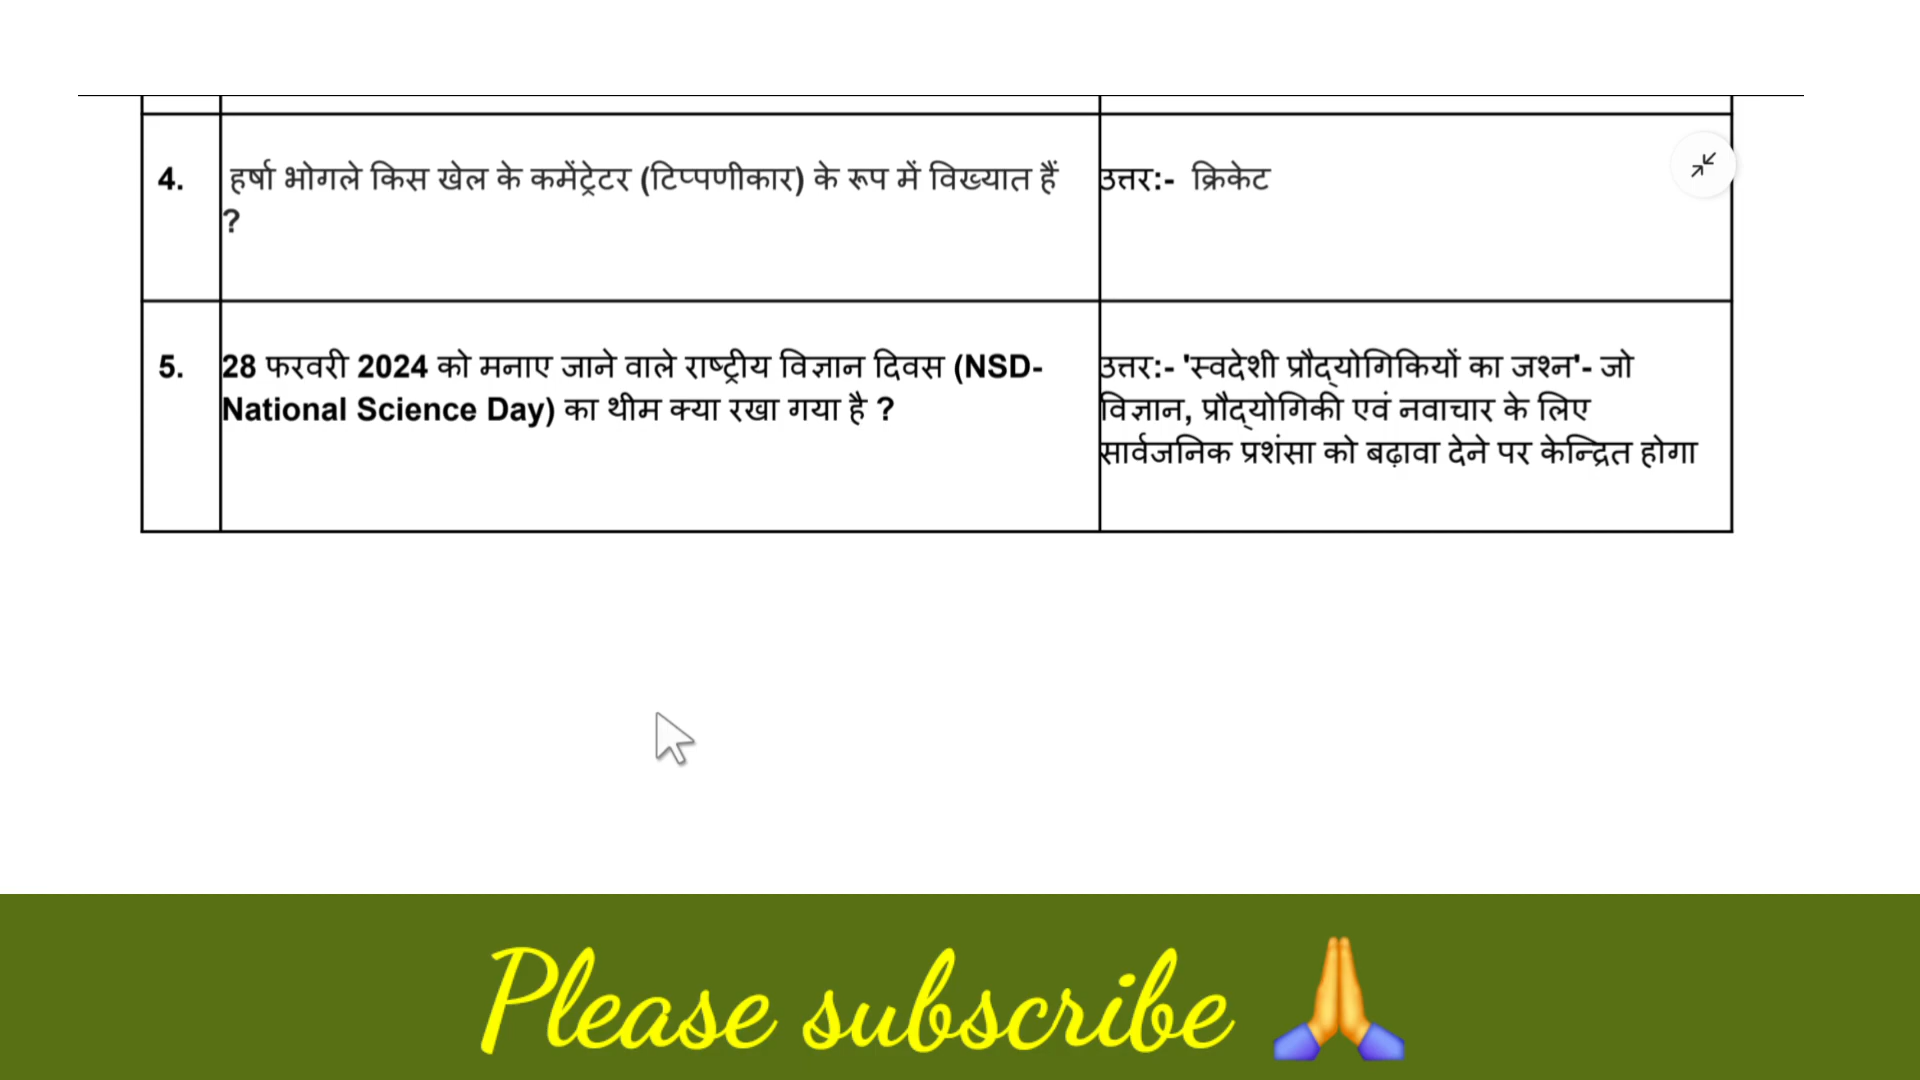 4.
हर्षा भोगले किस खेल के कमेंट्रेटर (टिप्पणीकार) के रूप में विख्यात हैं
?
उत्तर:- क्रिकेट
5.
28 फरवरी 2024 को मनाए जाने वाले राष्ट्रीय विज्ञान दिवस (NSD-
National Science Day) का थीम क्या रखा गया है ?
उत्तर:- 'स्वदेशी प्रौद्योगिकियों का जश्न'- जो
विज्ञान, प्रौद्योगिकी एवं नवाचार के लिए
सार्वजनिक प्रशंसा को बढ़ावा देने पर केन्द्रित होगा
Please subscribe 🙏